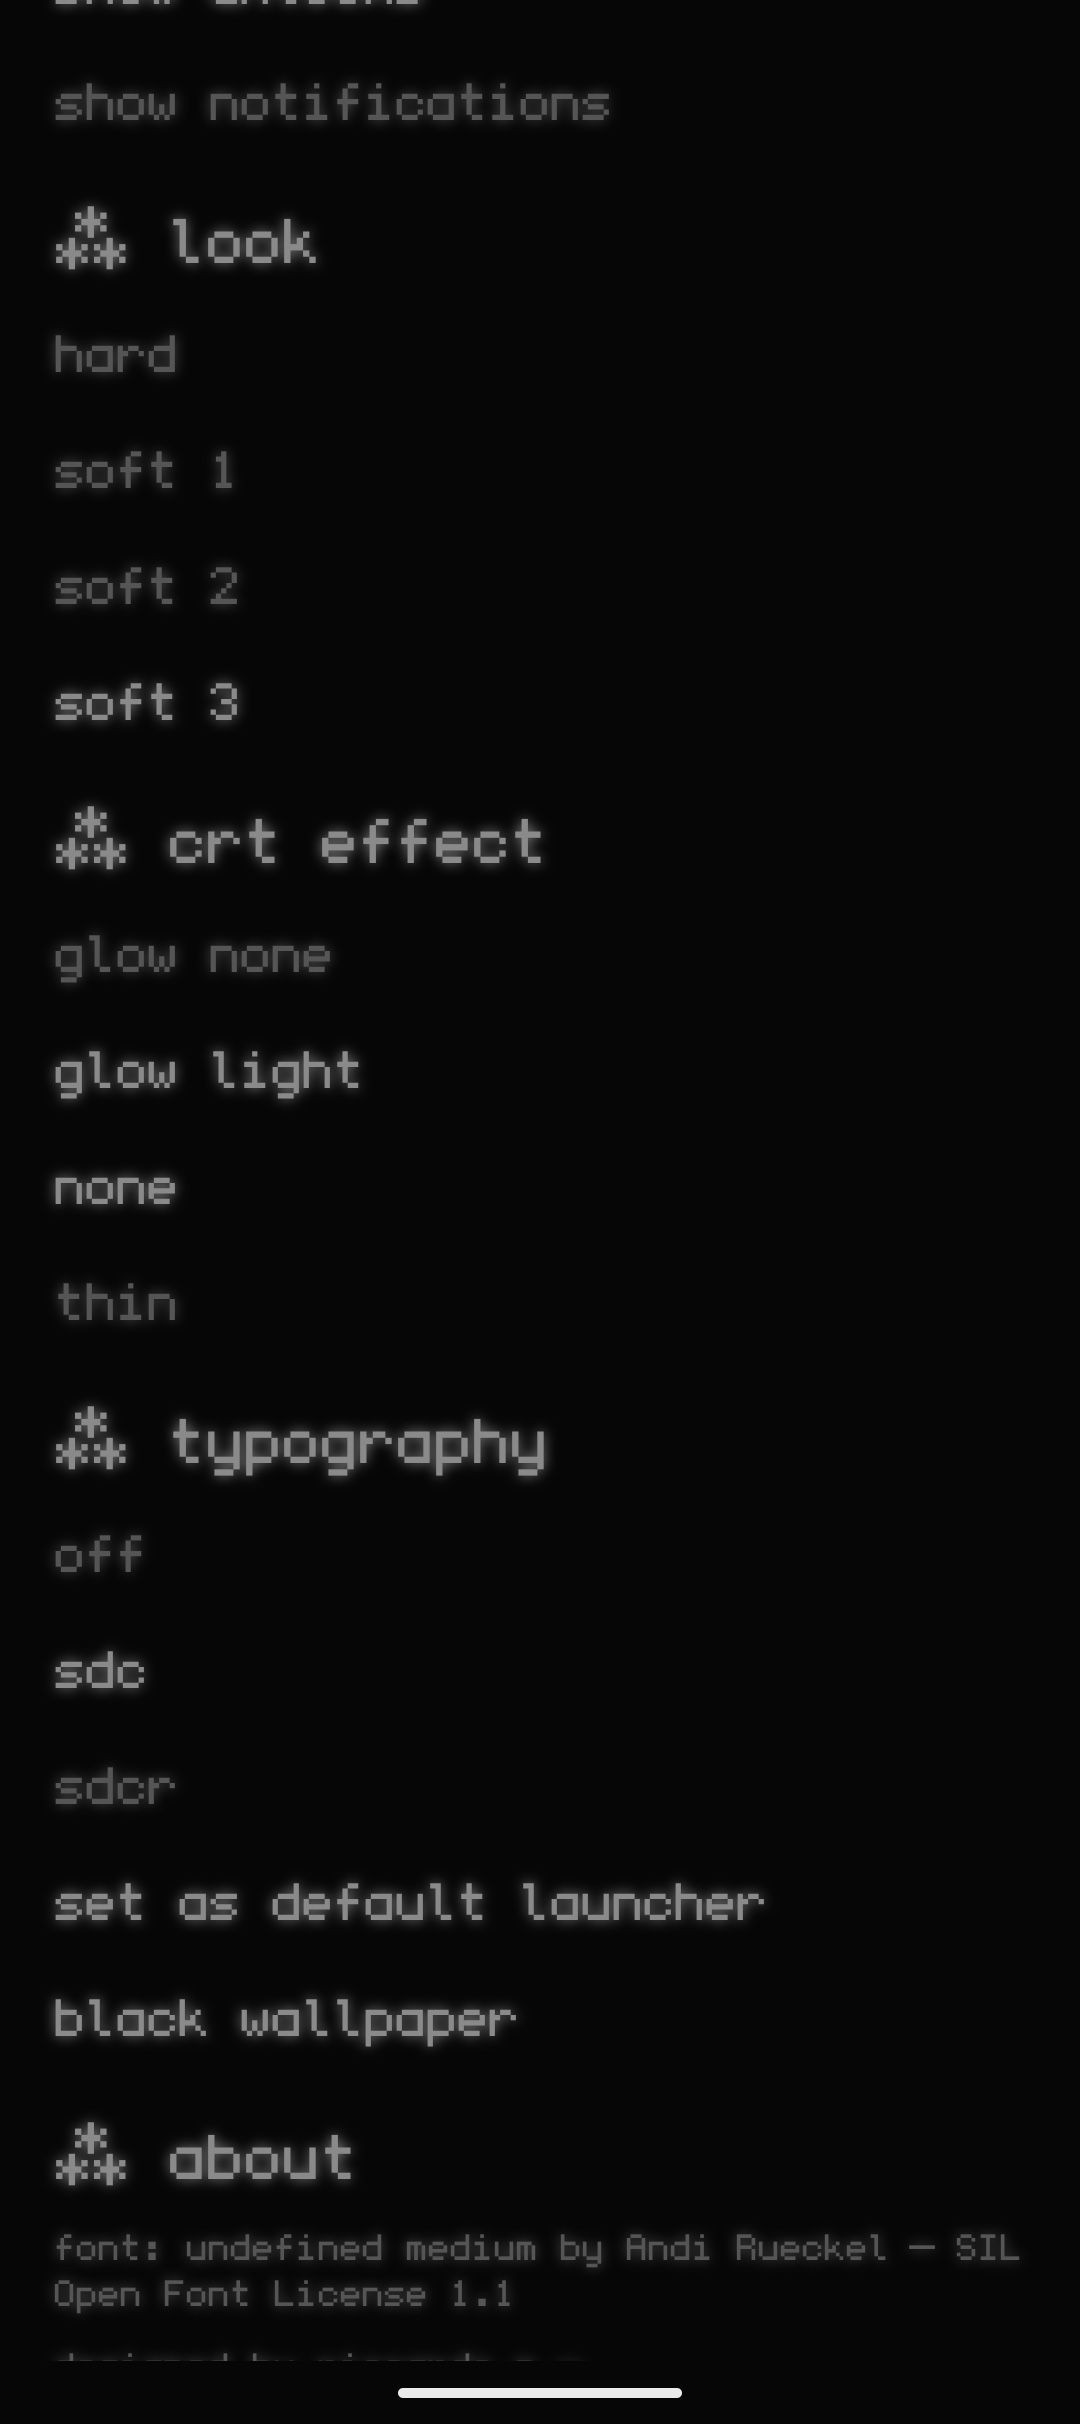 show notifications
⁂ look
hard
soft 1
soft 2
soft 3
⁂ crt effect
glow none
glow light
none
thin
⁂ typography
off
sdc
sdcr
set as default launcher
black wallpaper
⁂ about
font: undefined medium by Andi Rueckel — SIL
Open Font License 1.1